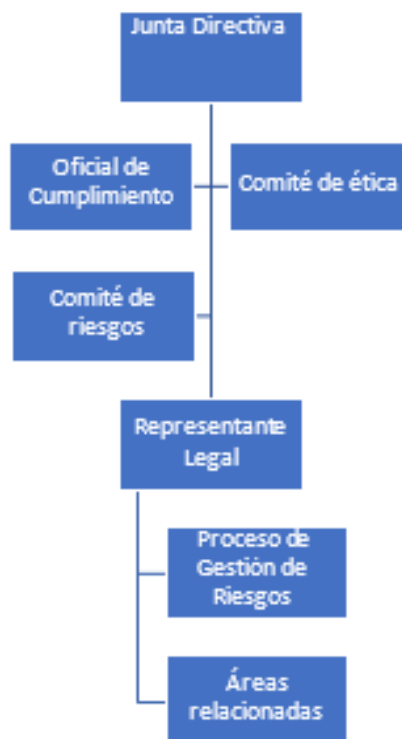 Junta Directiva
Oficial de
Cumplimiento
Comité de ética
Comité de
riesgos
Representante
Legal
Proceso de
Gestión de
Riesgos
Áreas
relacionadas